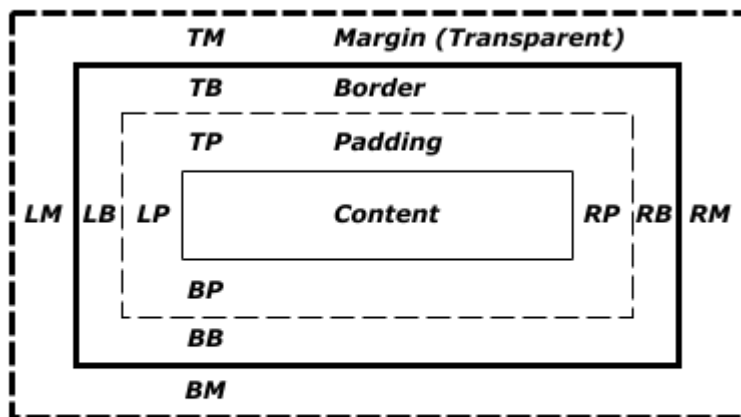 TM Margin (Transparent)
TB Border
TP Padding
LM LB LP Content RP RB RM
BP
BB
BM